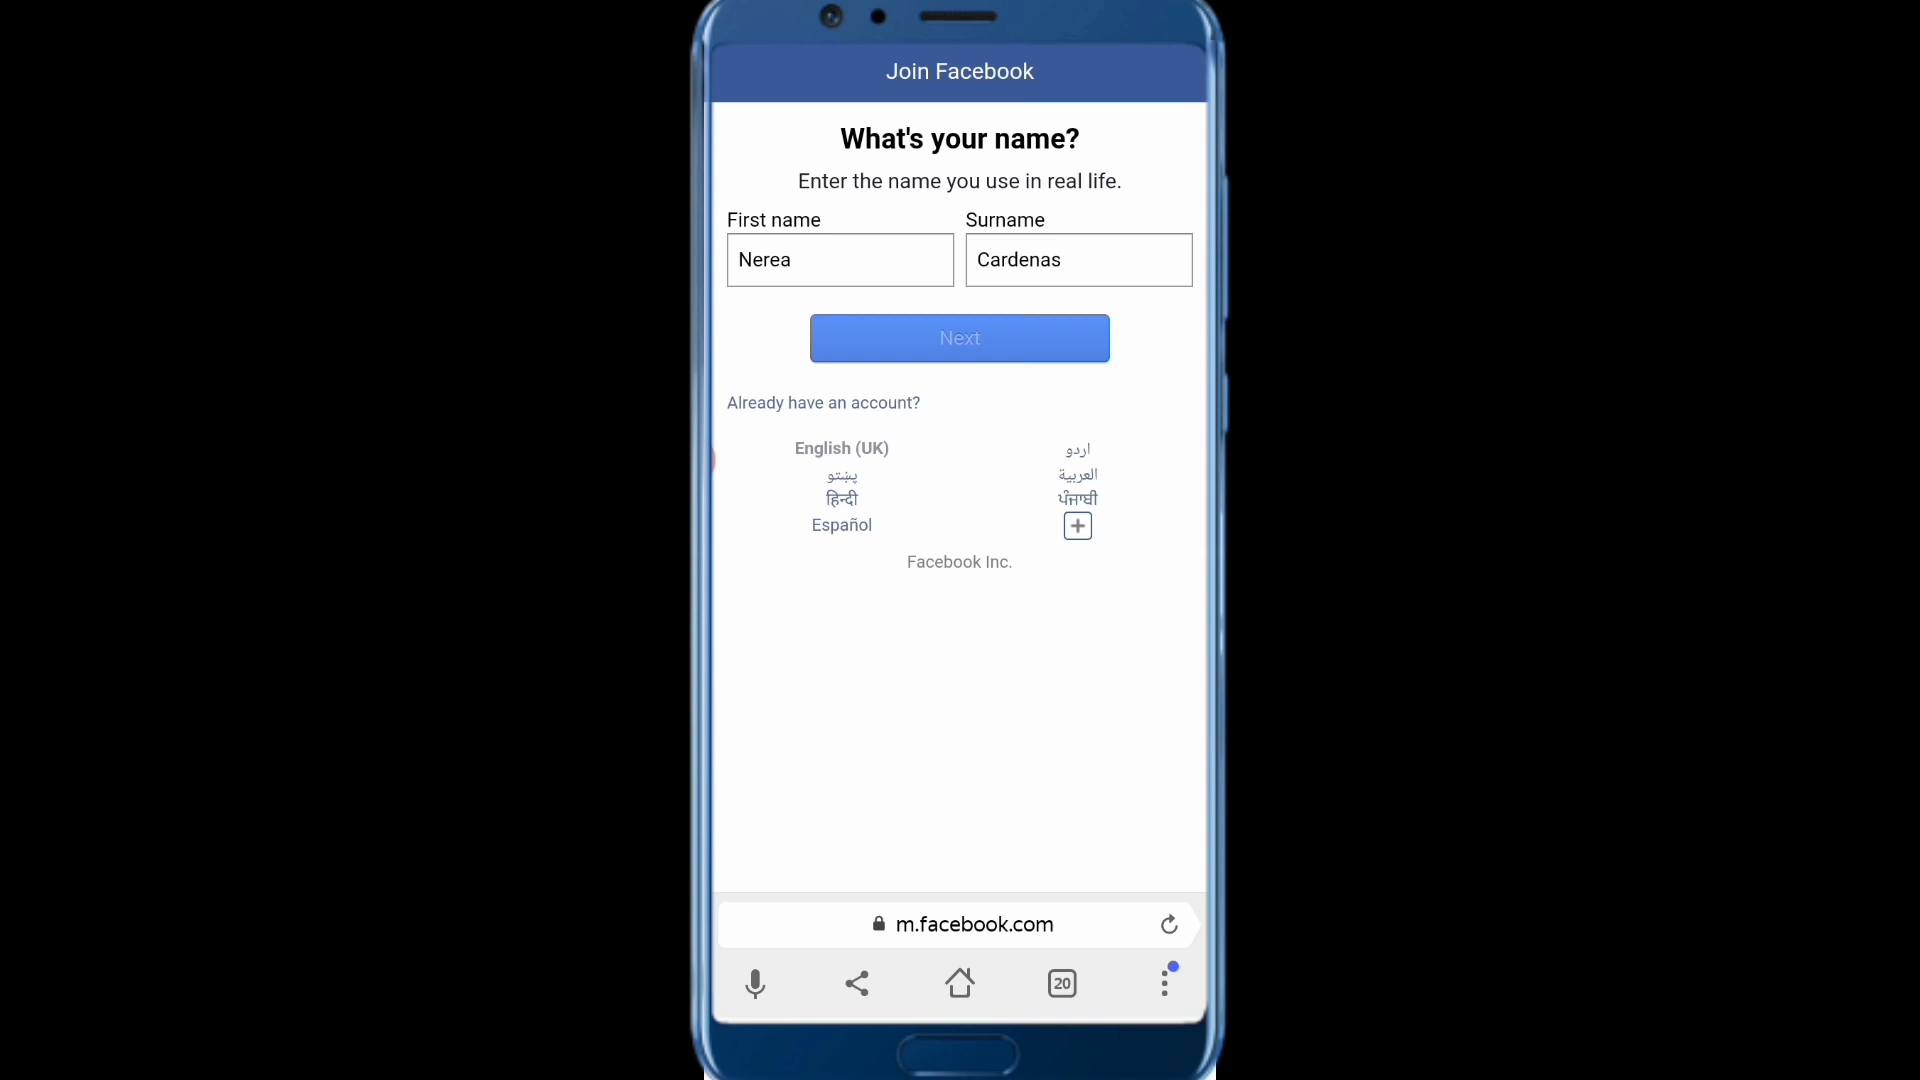 Join Facebook
What's your name?
Enter the name you use in real life.
First name Surname
Nerea Cardenas
Next
Already have an account?
English (UK) اردو
پښتو العربية
हिन्दी ਪੰਜਾਬੀ
Español
Facebook Inc.
m.facebook.com
20